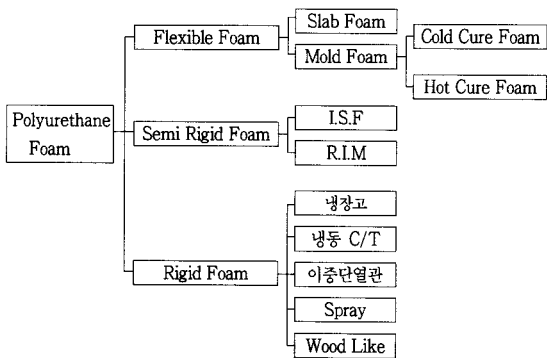 Slab Foam
Flexible Foam
Mold Foam
Cold Cure Foam
Hot Cure Foam
Polyurethane
Foam
Semi Rigid Foam
I.S.F
R.I.M
Rigid Foam
냉장고
냉동 C/T
이중단열관
Spray
Wood Like